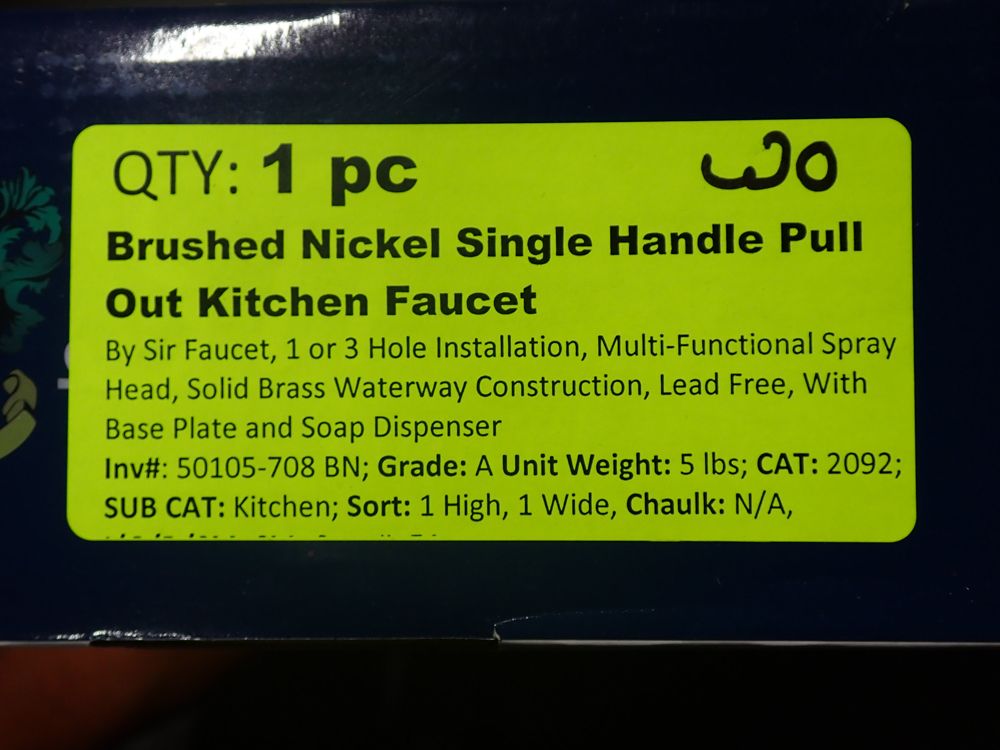 QTY: 1 pc
Brushed Nickel Single Handle Pull
Out Kitchen Faucet
By Sir Faucet, 1 or 3 Hole Installation, Multi-Functional Spray
Head, Solid Brass Waterway Construction, Lead Free, With
Base Plate and Soap Dispenser
Inv#: 50105-708 BN; Grade: A Unit Weight: 5 lbs; CAT: 2092;
SUB CAT: Kitchen; Sort: 1 High, 1 Wide, Chaulk: N/A,